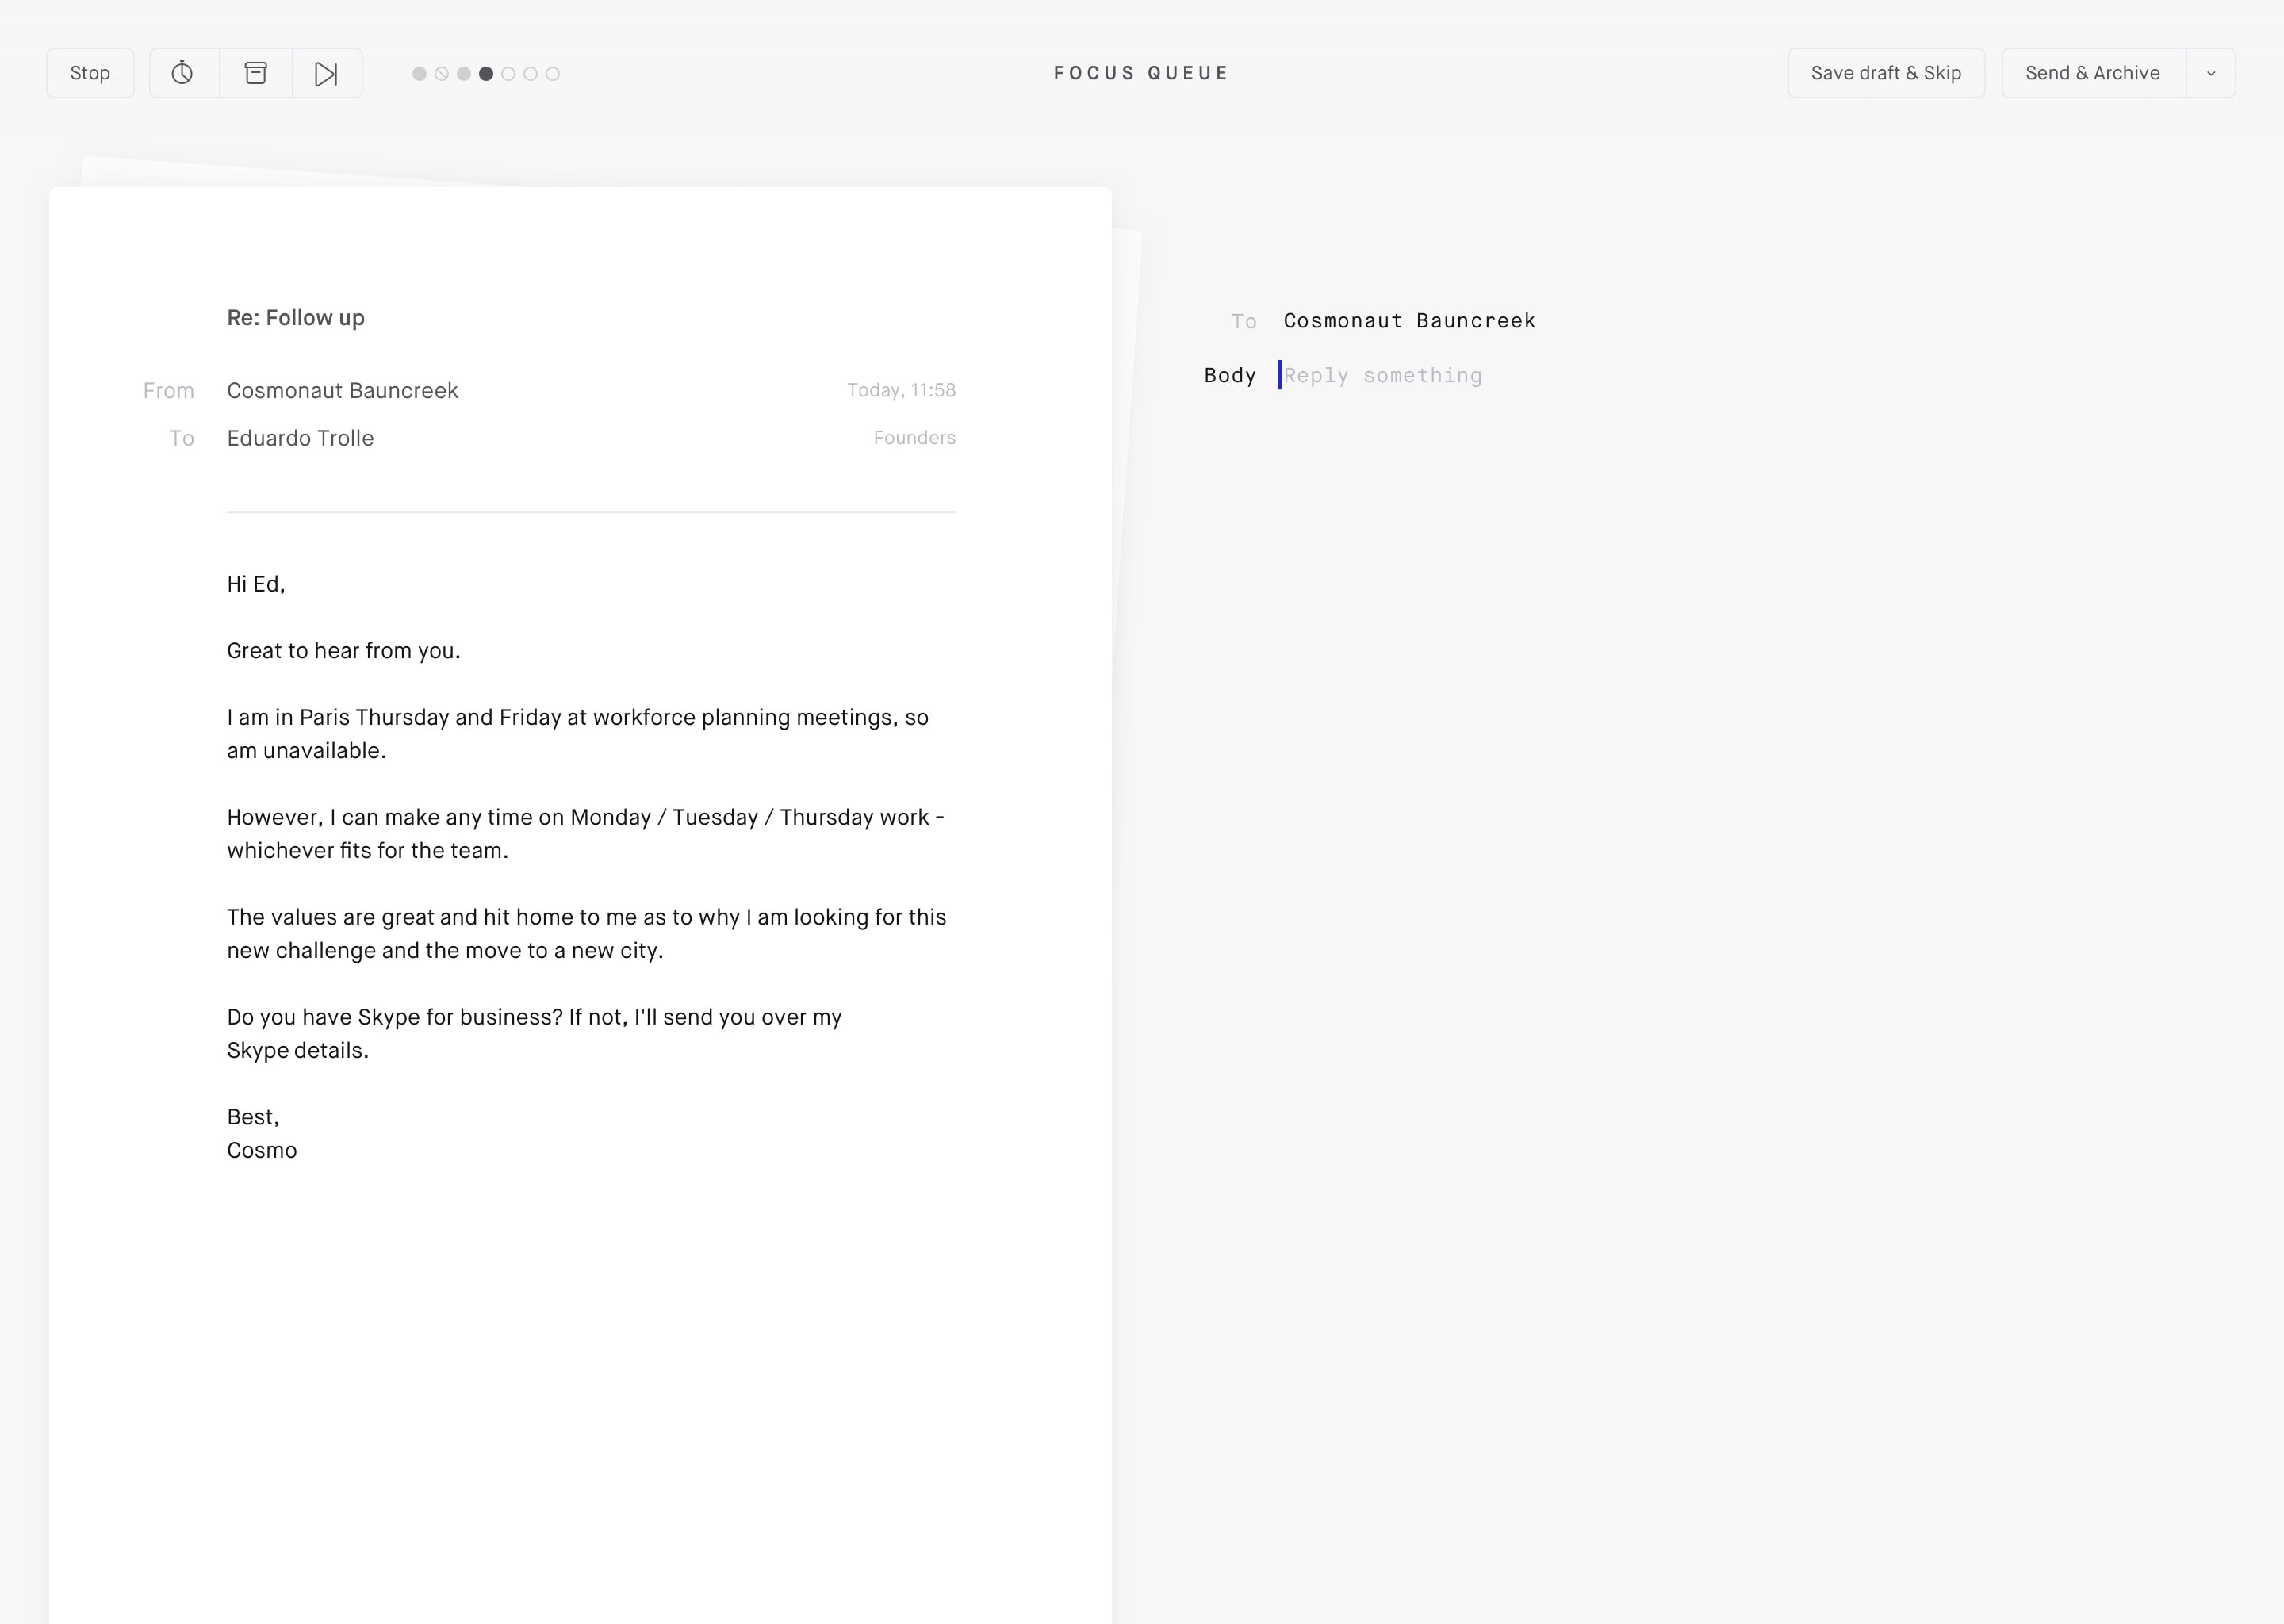 Stop
FOCUS QUEUE
Save draft & Skip
Send & Archive
Re: Follow up
From Cosmonaut Bauncreek Today, 11:58
To Eduardo Trolle Founders
Hi Ed,
Great to hear from you.
I am in Paris Thursday and Friday at workforce planning meetings, so
am unavailable.
However, I can make any time on Monday / Tuesday / Thursday work -
whichever fits for the team.
The values are great and hit home to me as to why I am looking for this
new challenge and the move to a new city.
Do you have Skype for business? If not, I'll send you over my
Skype details.
Best,
Cosmo
To Cosmonaut Bauncreek
Body Reply something